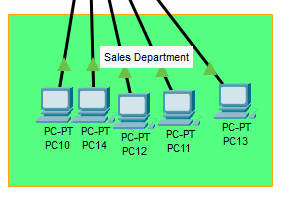 Sales Department
PC-PT
PC10
PC-PT
PC14
PC-PT
PC12
PC-PT
PC11
PC-PT
PC13